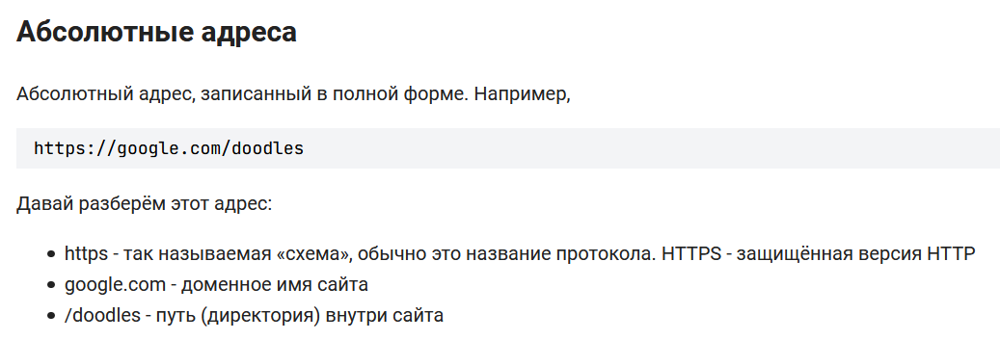 Абсолютные адреса
Абсолютный адрес, записанный в полной форме. Например,
https://google.com/doodles
Давай разберём этот адрес:
• https - так называемая «схема», обычно это название протокола. HTTPS - защищённая версия HTTP
• google.com - доменное имя сайта
• /doodles - путь (директория) внутри сайта